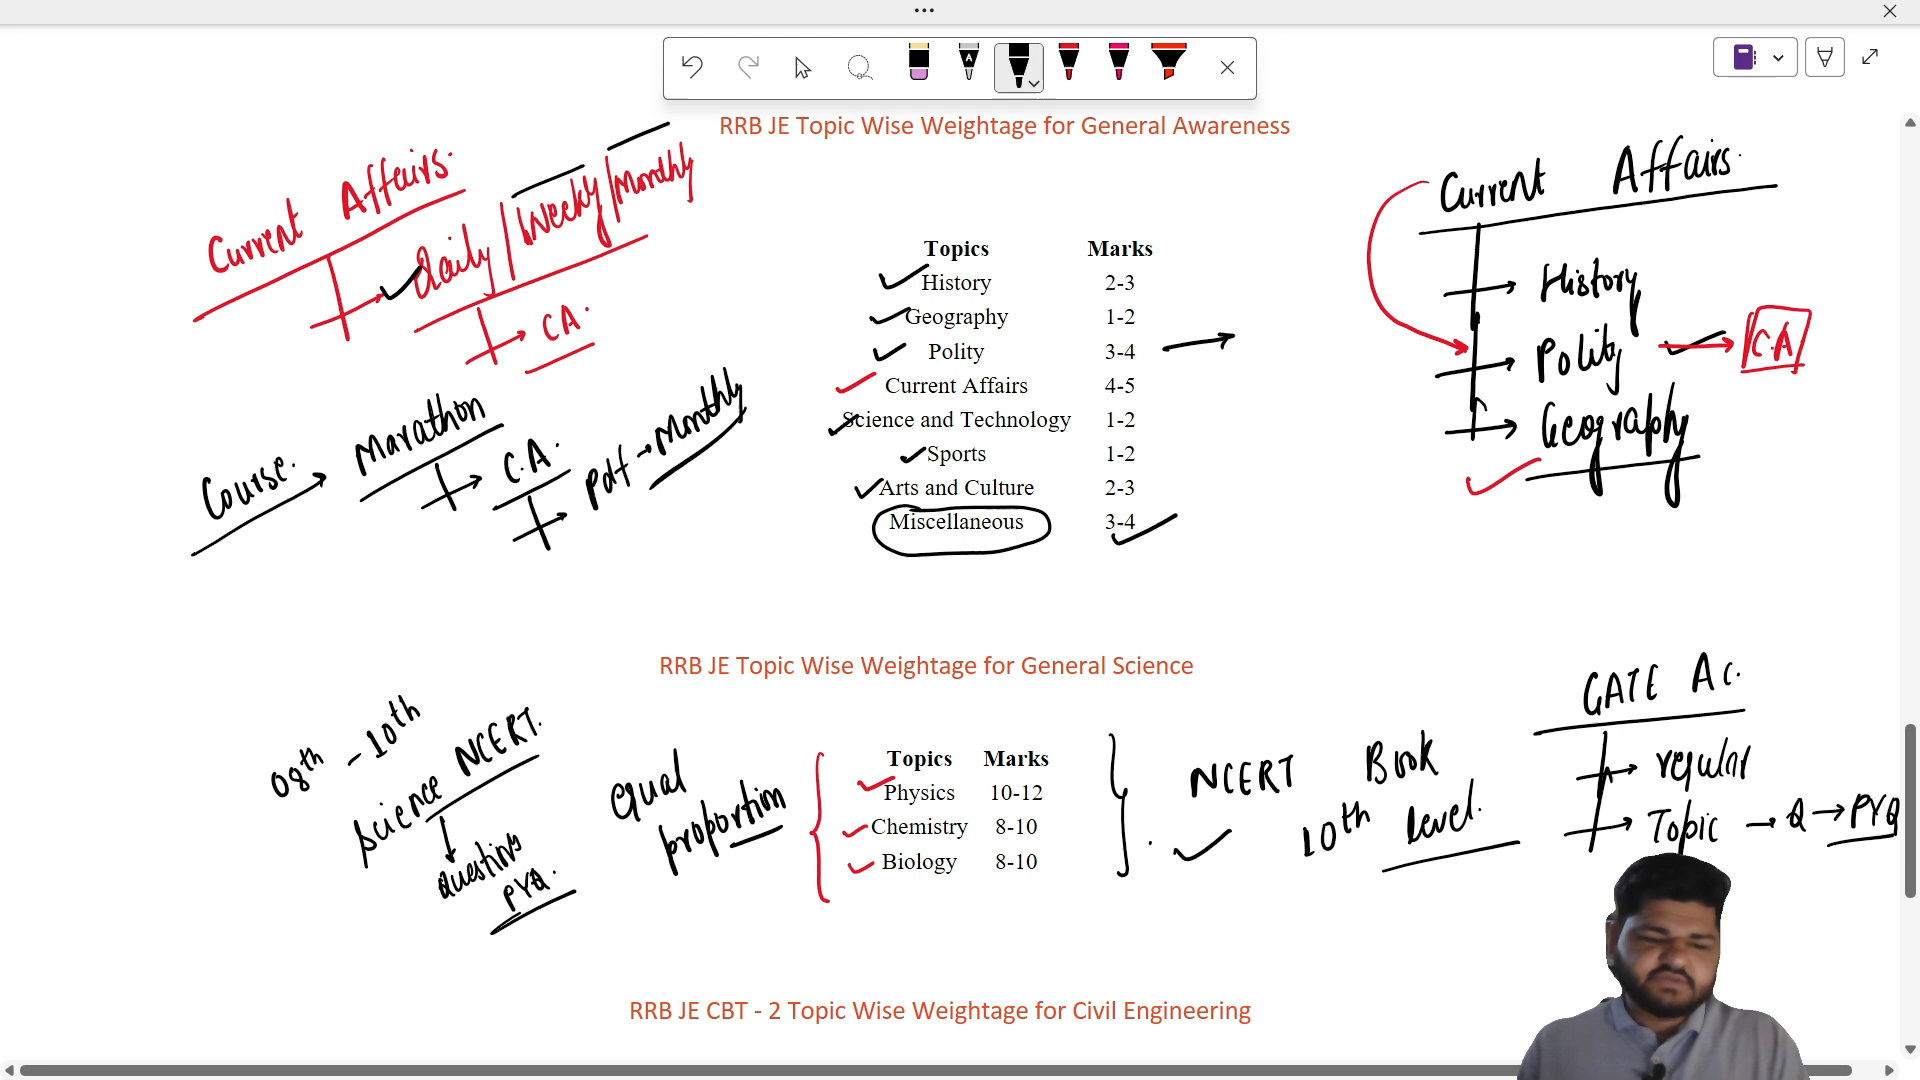 RRB JE Topic Wise Weightage for General Awareness
Current Affairs.
Daily / Weekly / Monthly
C.A.
Course. → Marathon
C.A.
Pdf → Monthly
Topics Marks
History 2-3
Geography 1-2
Polity 3-4
Current Affairs 4-5
Science and Technology 1-2
Sports 1-2
Arts and Culture 2-3
Miscellaneous 3-4
Current Affairs.
History
Polity → C.A
Geography
RRB JE Topic Wise Weightage for General Science
08th - 10th
Science NCERT.
Questions
PYQ.
Equal
proportion
Topics Marks
Physics 10-12
Chemistry 8-10
Biology 8-10
NCERT Book
10th level.
GATE Ac.
regular
Topic → Q → PYQ
RRB JE CBT - 2 Topic Wise Weightage for Civil Engineering